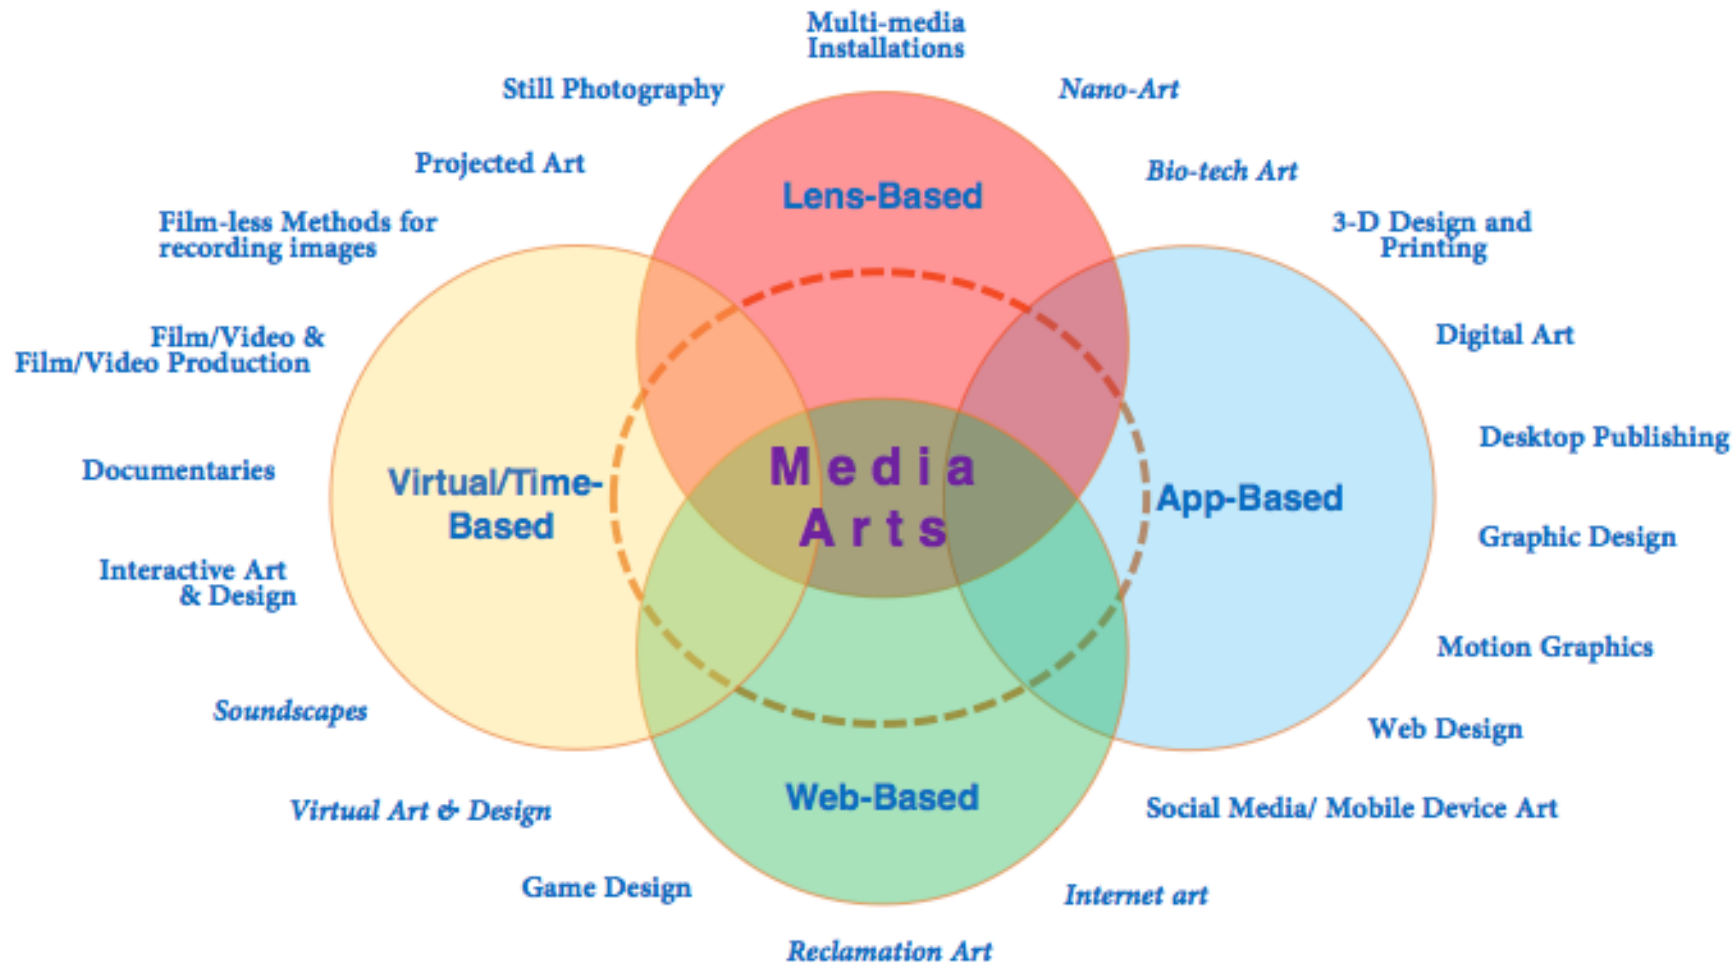 Multi-media
Installations
Still Photography
Nano-Art
Projected Art
Bio-tech Art
Lens-Based
Film-less Methods for
recording images
3-D Design and
Printing
Film/Video &
Film/Video Production
Digital Art
Desktop Publishing
Documentaries
Virtual/Time-
Based
Media
Arts
App-Based
Graphic Design
Interactive Art
& Design
Motion Graphics
Soundscapes
Web Design
Web-Based
Virtual Art & Design
Social Media/ Mobile Device Art
Game Design
Internet art
Reclamation Art